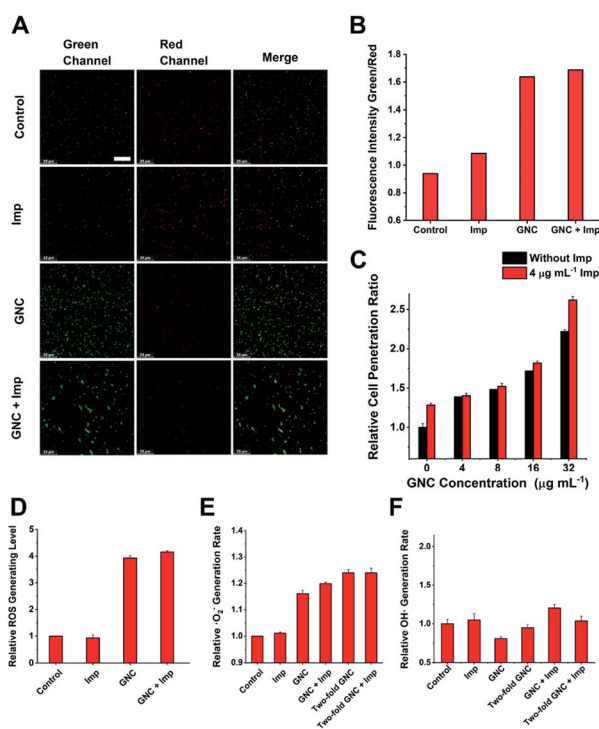 A
Green
Channel
Red
Channel
Merge
Control
Imp
GNC
GNC + Imp
B
Fluorescence Intensity Green/Red
1.8
1.6
1.4
1.2
1.0
0.8
0.6
Control
Imp
GNC
GNC + Imp
C
Without Imp
4 µg mL⁻¹ Imp
Relative Cell Penetration Ratio
2.5
2.0
1.5
1.0
0
4
8
16
32
GNC Concentration (µg mL⁻¹)
D
Relative ROS Generating Level
5
4
3
2
1
0
Control
Imp
GNC
GNC + Imp
E
Relative ·O₂⁻ Generation Rate
1.4
1.3
1.2
1.1
1.0
0.9
Control
Imp
GNC
GNC + Imp
Two-fold GNC
Two-fold GNC + Imp
F
Relative OH· Generation Rate
2.0
1.5
1.0
0.5
Control
Imp
GNC
Two-fold GNC
GNC + Imp
Two-fold GNC + Imp